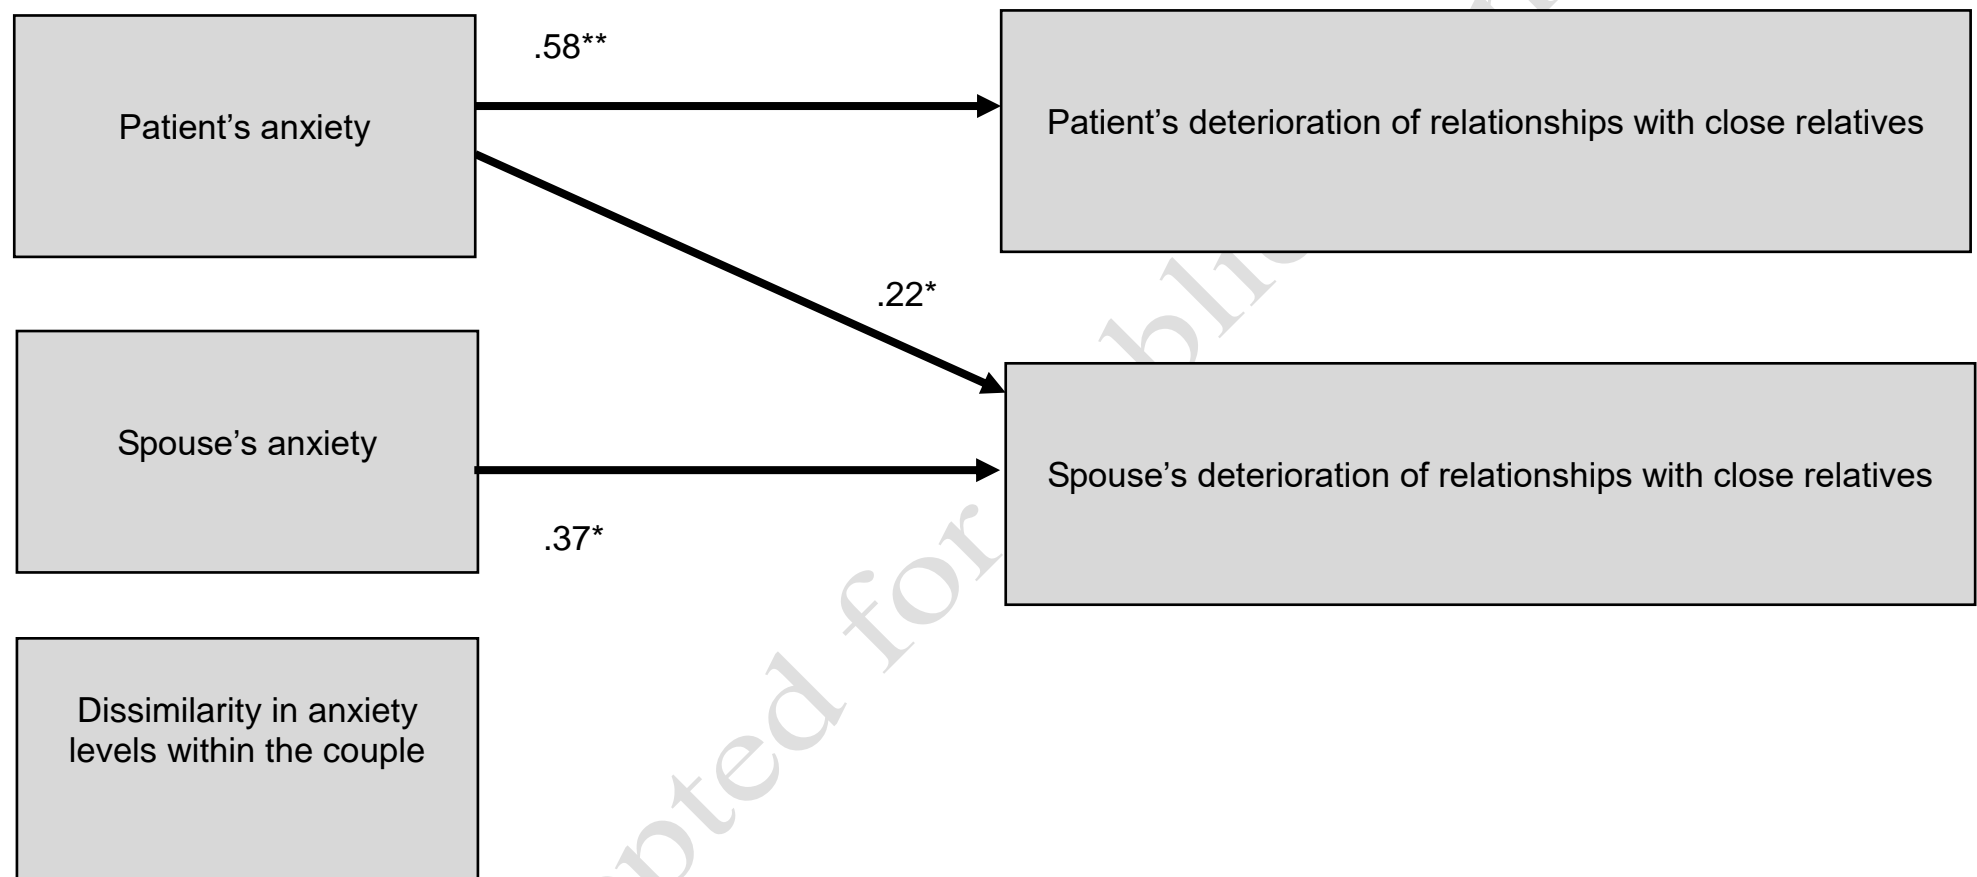 .58**
Patient’s anxiety
Patient’s deterioration of relationships with close relatives
.22*
Spouse’s anxiety
Spouse’s deterioration of relationships with close relatives
.37*
Dissimilarity in anxiety
levels within the couple
for